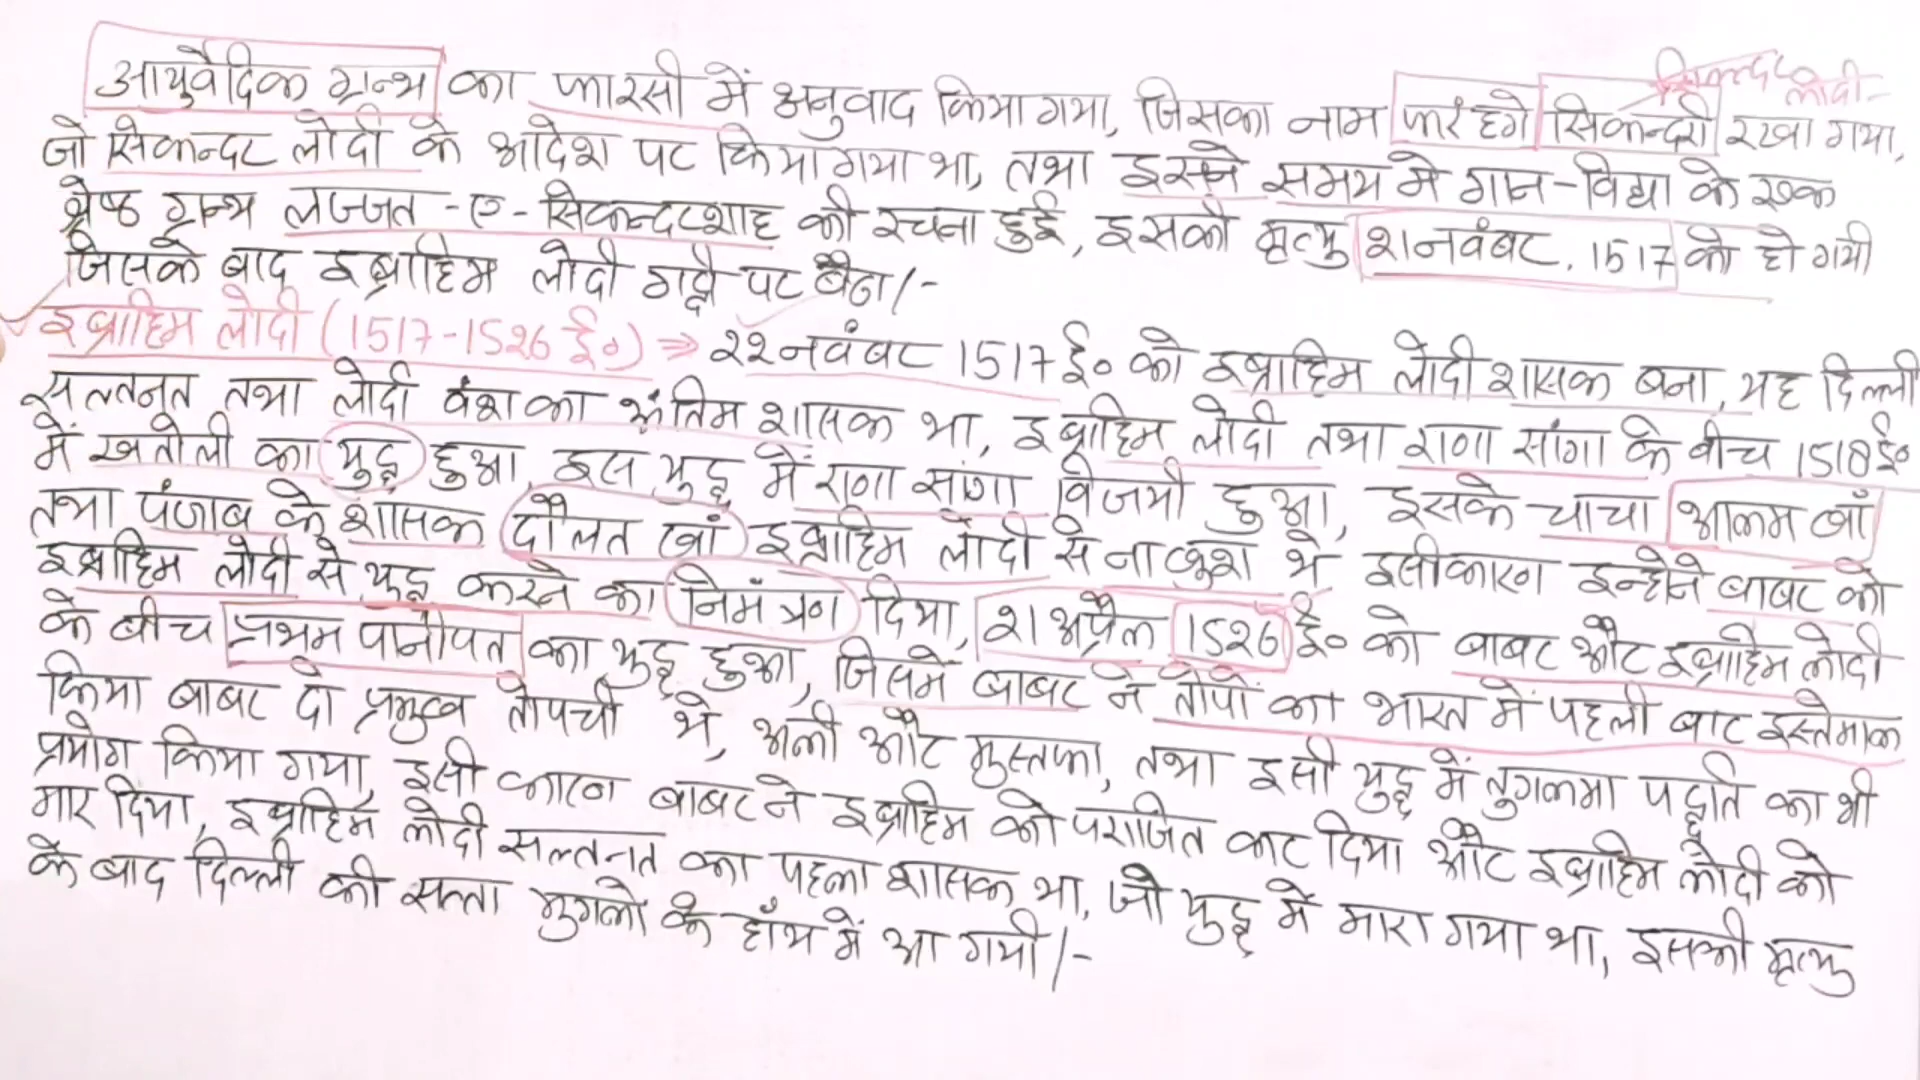 सिकन्दर लोदी-
आयुर्वैदिक ग्रन्थ का फारसी में अनुवाद किया गया, जिसका नाम फरंहगे सिकन्दरी रखा गया,
जो सिकन्दर लोदी के आदेश पर किया गया था, तथा इसके समय में गान-विद्या के एक
श्रेष्ठ ग्रन्थ लज्जत-ए-सिकन्दरशाह की रचना हुई, इसकी मृत्यु २१ नवंबर, 1517 को हो गयी
जिसके बाद इब्राहिम लोदी गद्दी पर बैठा/-
इब्राहिम लोदी (1517-1526 ई०) ⇒ २२ नवंबर 1517 ई० को इब्राहिम लोदी शासक बना, यह दिल्ली
सल्तनत तथा लोदी वंश का अंतिम शासक था, इब्राहिम लोदी तथा राणा सांगा के बीच 1518 ई०
में खतोली का युद्ध हुआ, इस युद्ध में राणा सांगा विजयी हुआ, इसके चाचा आलम खाँ
तथा पंजाब के शासक दौलत खां इब्राहिम लोदी से नाखुश थे, इसीकारण इन्होंने बाबर को
इब्राहिम लोदी से युद्ध करने का निमंत्रण दिया, २१ अप्रैल 1526 ई० को बाबर और इब्राहिम लोदी
के बीच प्रथम पानीपत का युद्ध हुआ, जिसमें बाबर ने तोपों का भारत में पहली बार इस्तेमाल
किया बाबर दो प्रमुख तोपची थे, अली और मुस्तफा, तथा इसी युद्ध में तुगलमा पद्धति का भी
प्रयोग किया गया, इसी कारण बाबर ने इब्राहिम को पराजित कर दिया और इब्राहिम लोदी को
मार दिया, इब्राहिम लोदी सल्तनत का पहला शासक था, जो युद्ध में मारा गया था, इसकी मृत्यु
के बाद दिल्ली की सत्ता मुगलो के हाँथ में आ गयी/-